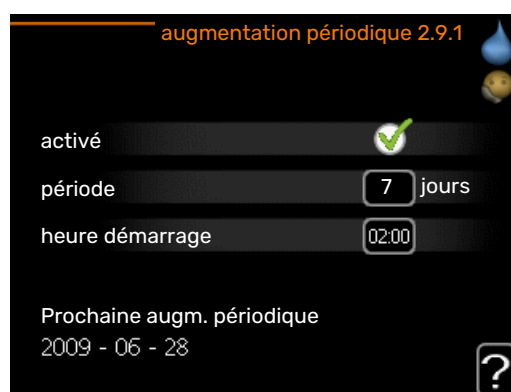 augmentation périodique 2.9.1
activé
période 7 jours
heure démarrage 02:00
Prochaine augm. périodique
2009 - 06 - 28
?